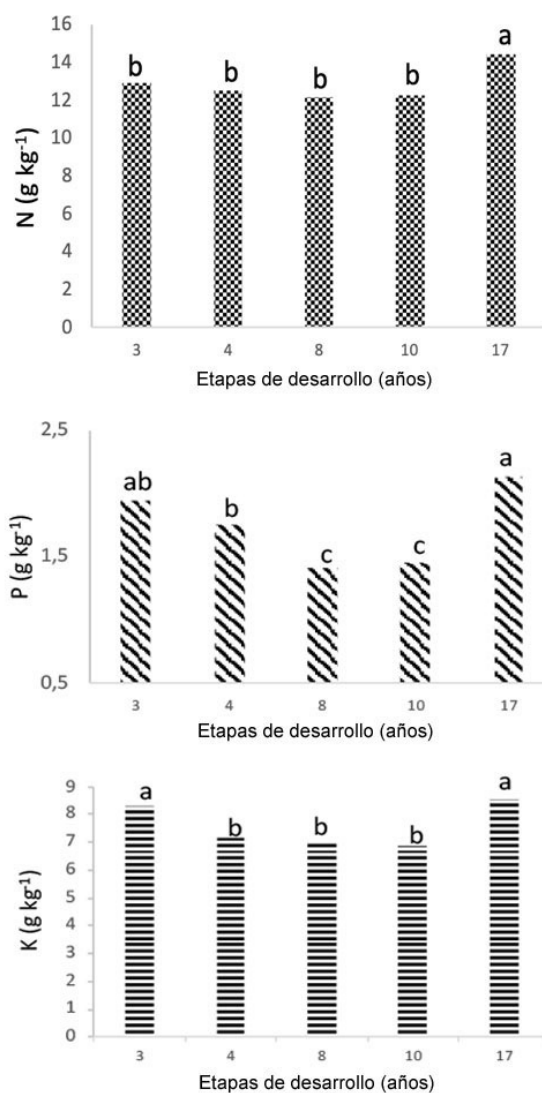 N (g kg⁻¹)
16
14
12
10
8
6
4
2
0
b
b
b
b
a
3 4 8 10 17
Etapas de desarrollo (años)
P (g kg⁻¹)
2,5
1,5
0,5
ab
b
c
c
a
3 4 8 10 17
Etapas de desarrollo (años)
K (g kg⁻¹)
9
8
7
6
5
4
3
2
1
0
a
b
b
b
a
3 4 8 10 17
Etapas de desarrollo (años)